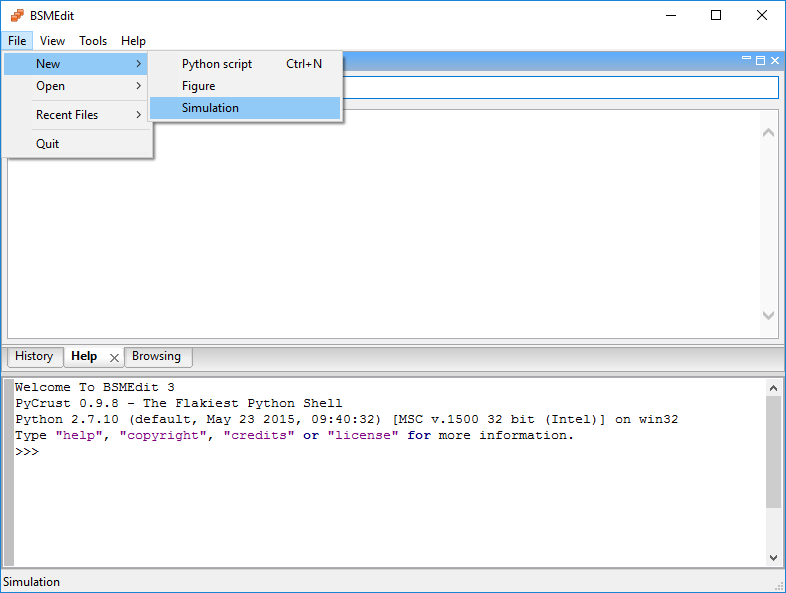 BSMEdit
File View Tools Help
New > Python script Ctrl+N
Open > Figure
Simulation
Recent Files >
Quit
History Help Browsing
Welcome To BSMEdit 3
PyCrust 0.9.8 - The Flakiest Python Shell
Python 2.7.10 (default, May 23 2015, 09:40:32) [MSC v.1500 32 bit (Intel)] on win32
Type "help", "copyright", "credits" or "license" for more information.
>>>
Simulation